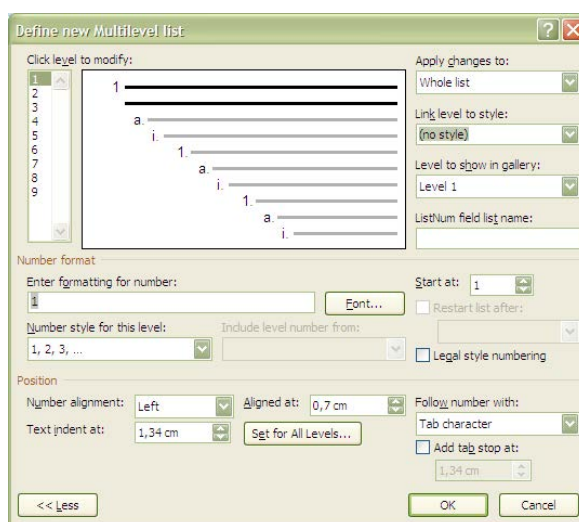 Define new Multilevel list
Click level to modify:
1
2
3
4
5
6
7
8
9
1
a.
i.
1.
a.
i.
1.
a.
i.
Apply changes to:
Whole list
Link level to style:
(no style)
Level to show in gallery:
Level 1
ListNum field list name:
Number format
Enter formatting for number:
1
Font...
Start at: 1
Restart list after:
Number style for this level:
1, 2, 3, ...
Include level number from:
Legal style numbering
Position
Number alignment: Left
Aligned at: 0,7 cm
Text indent at: 1,34 cm
Set for All Levels...
Follow number with:
Tab character
Add tab stop at:
1,34 cm
<< Less
OK
Cancel